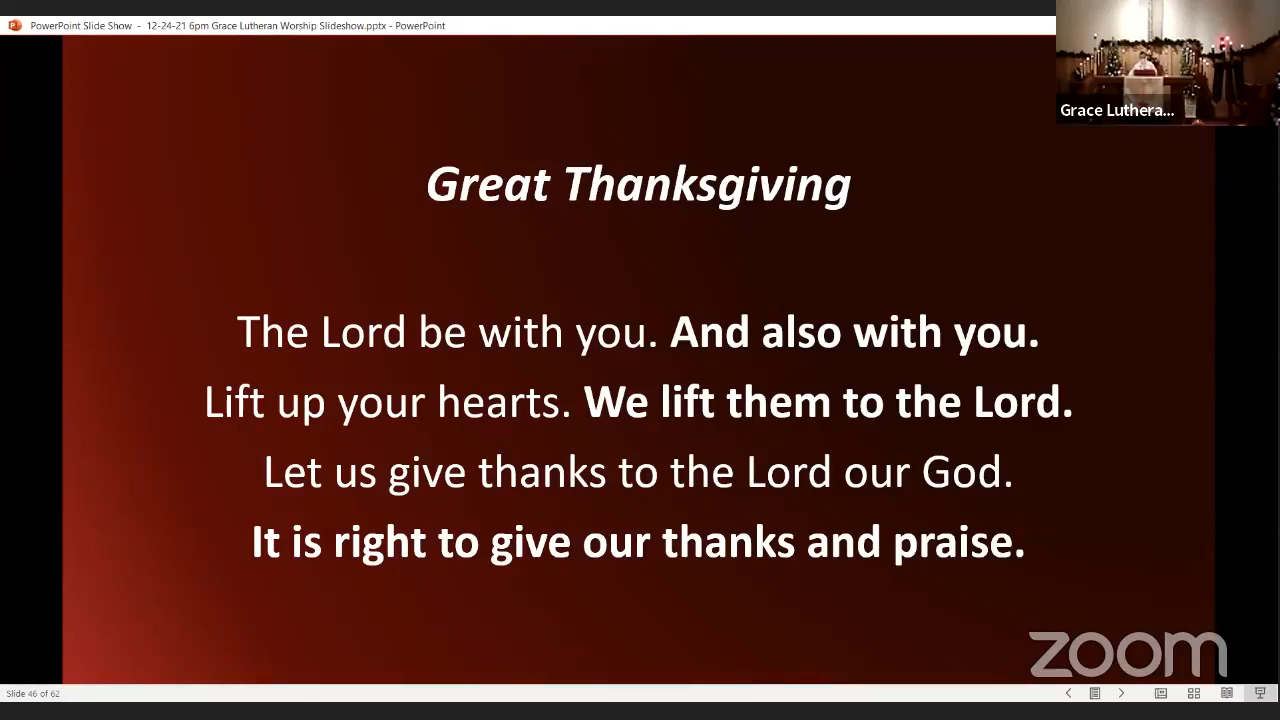 PowerPoint Slide Show - 12-24-21 6pm Grace Lutheran Worship Slideshow.pptx - PowerPoint
Grace Luthera...
Great Thanksgiving
The Lord be with you. And also with you.
Lift up your hearts. We lift them to the Lord.
Let us give thanks to the Lord our God.
It is right to give our thanks and praise.
zoom
Slide 46 of 62